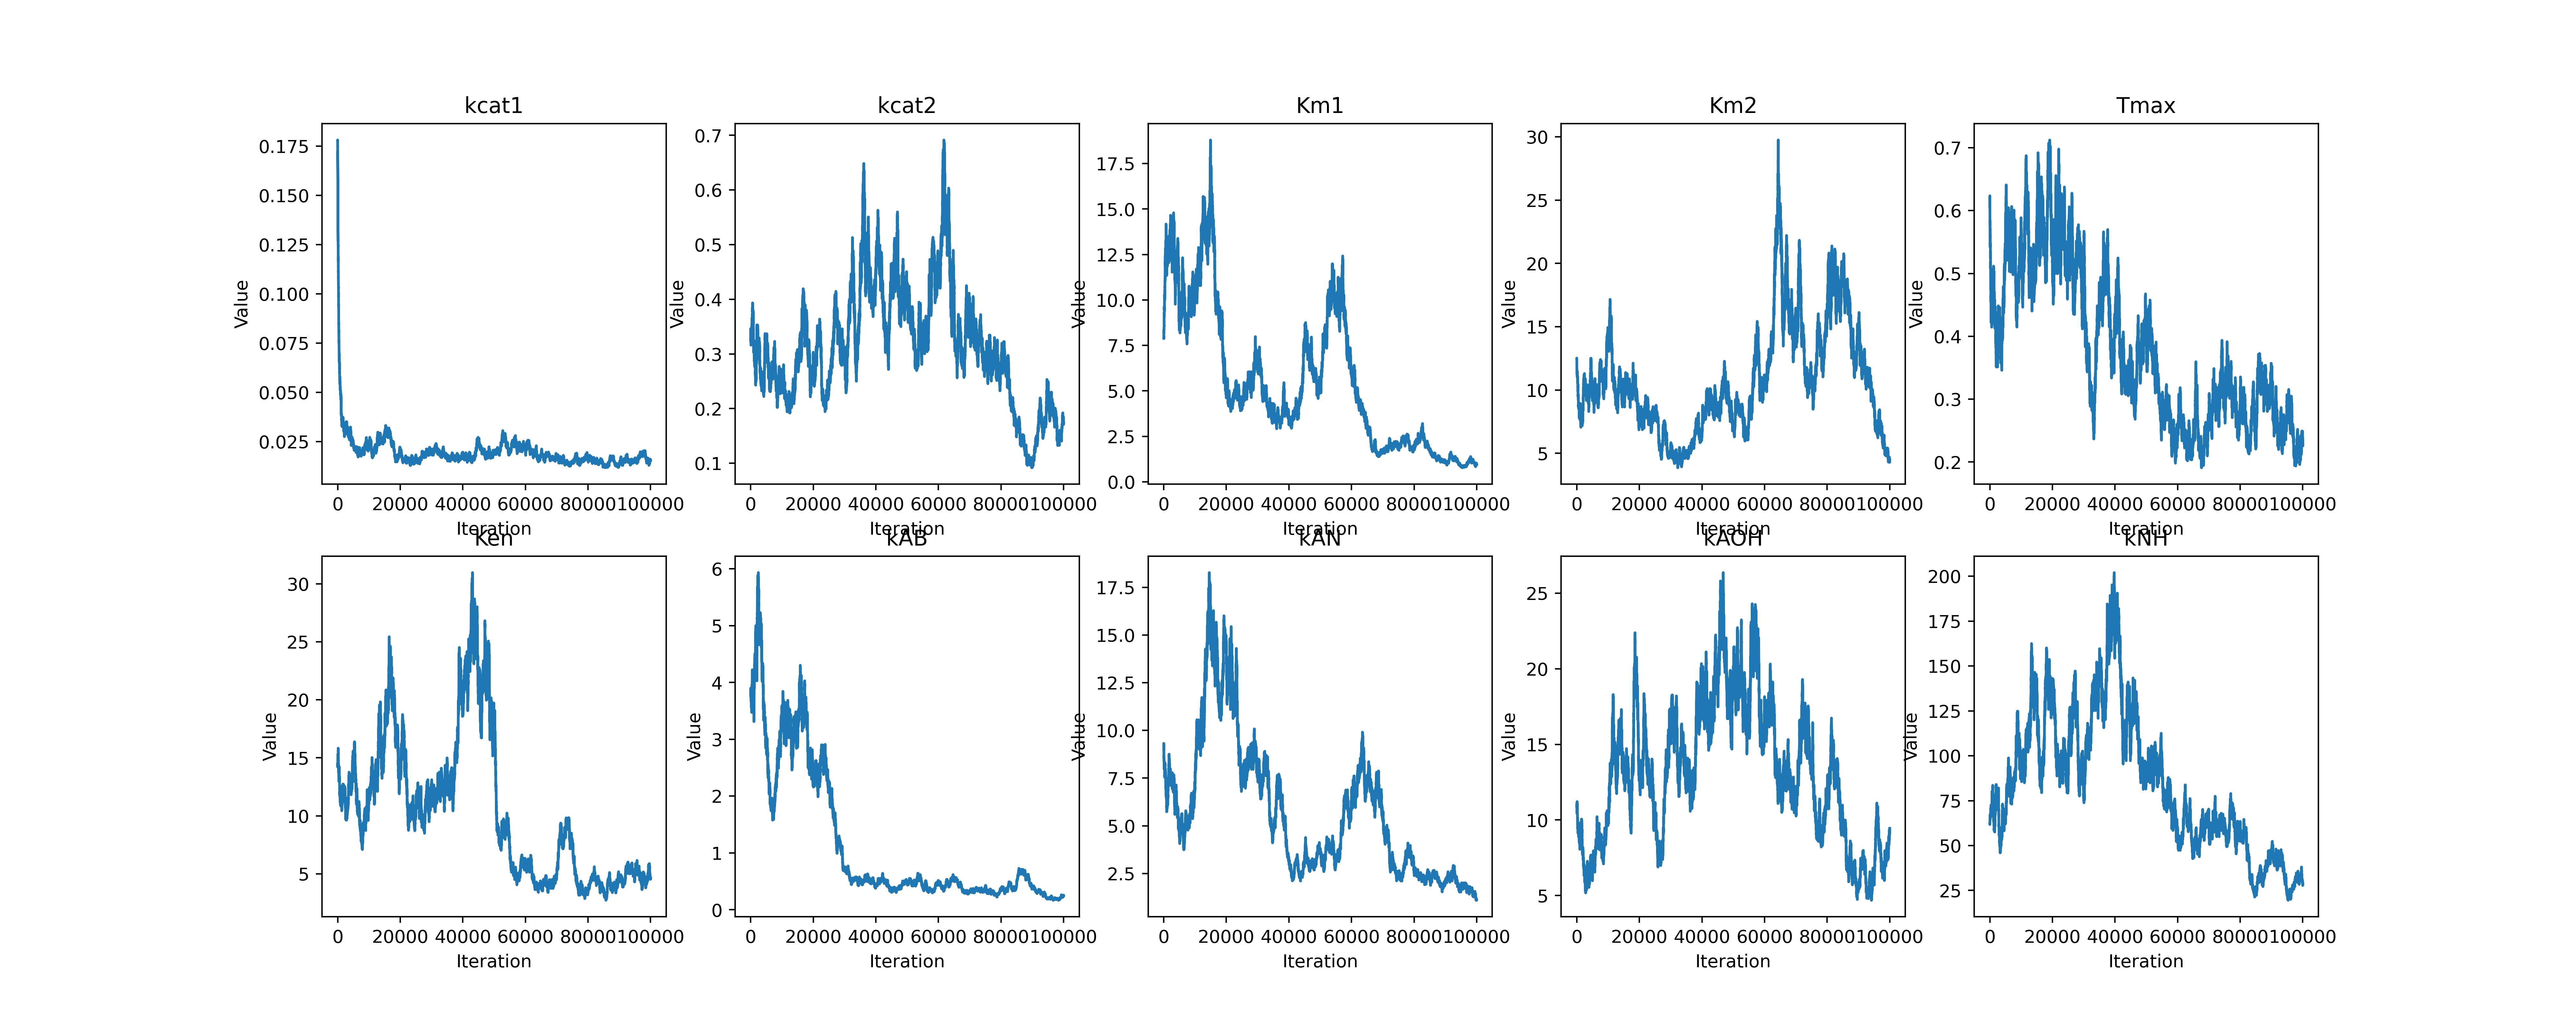 kcat1 kcat2 Km1 Km2 Tmax
0.175 0.7 17.5 30 0.7
0.150 0.6 15.0 25 0.6
0.125 0.5 12.5 20 0.5
0.100 0.4 10.0 15 0.4
0.075 0.3 7.5 10 0.3
0.050 0.2 5.0 5 0.2
0.025 0.1 2.5
0.0
Value Value Value Value Value
0 20000 40000 60000 80000100000 0 20000 40000 60000 80000100000 0 20000 40000 60000 80000100000 0 20000 40000 60000 80000100000 0 20000 40000 60000 80000100000
Iteration Iteration Iteration Iteration Iteration
Ken kAB kAN kAOH kNH
30 6 17.5 25 200
25 5 15.0 20 175
20 4 12.5 15 150
15 3 10.0 10 125
10 2 7.5 5 100
5 1 5.0 75
0 2.5 50
25
Value Value Value Value Value
0 20000 40000 60000 80000100000 0 20000 40000 60000 80000100000 0 20000 40000 60000 80000100000 0 20000 40000 60000 80000100000 0 20000 40000 60000 80000100000
Iteration Iteration Iteration Iteration Iteration